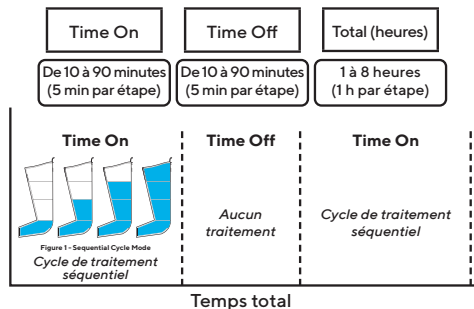 Time On
Time Off
Total (heures)
De 10 à 90 minutes
(5 min par étape)
De 10 à 90 minutes
(5 min par étape)
1 à 8 heures
(1 h par étape)
Time On
Time Off
Time On
Figure 1 - Sequential Cycle Mode
Cycle de traitement
séquentiel
Aucun
traitement
Cycle de traitement
séquentiel
Temps total